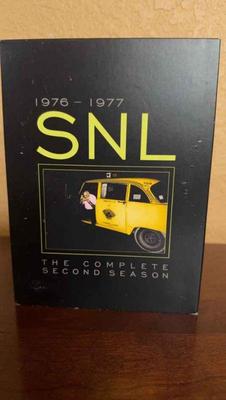 1976 – 1977
SNL
THE COMPLETE
SECOND SEASON